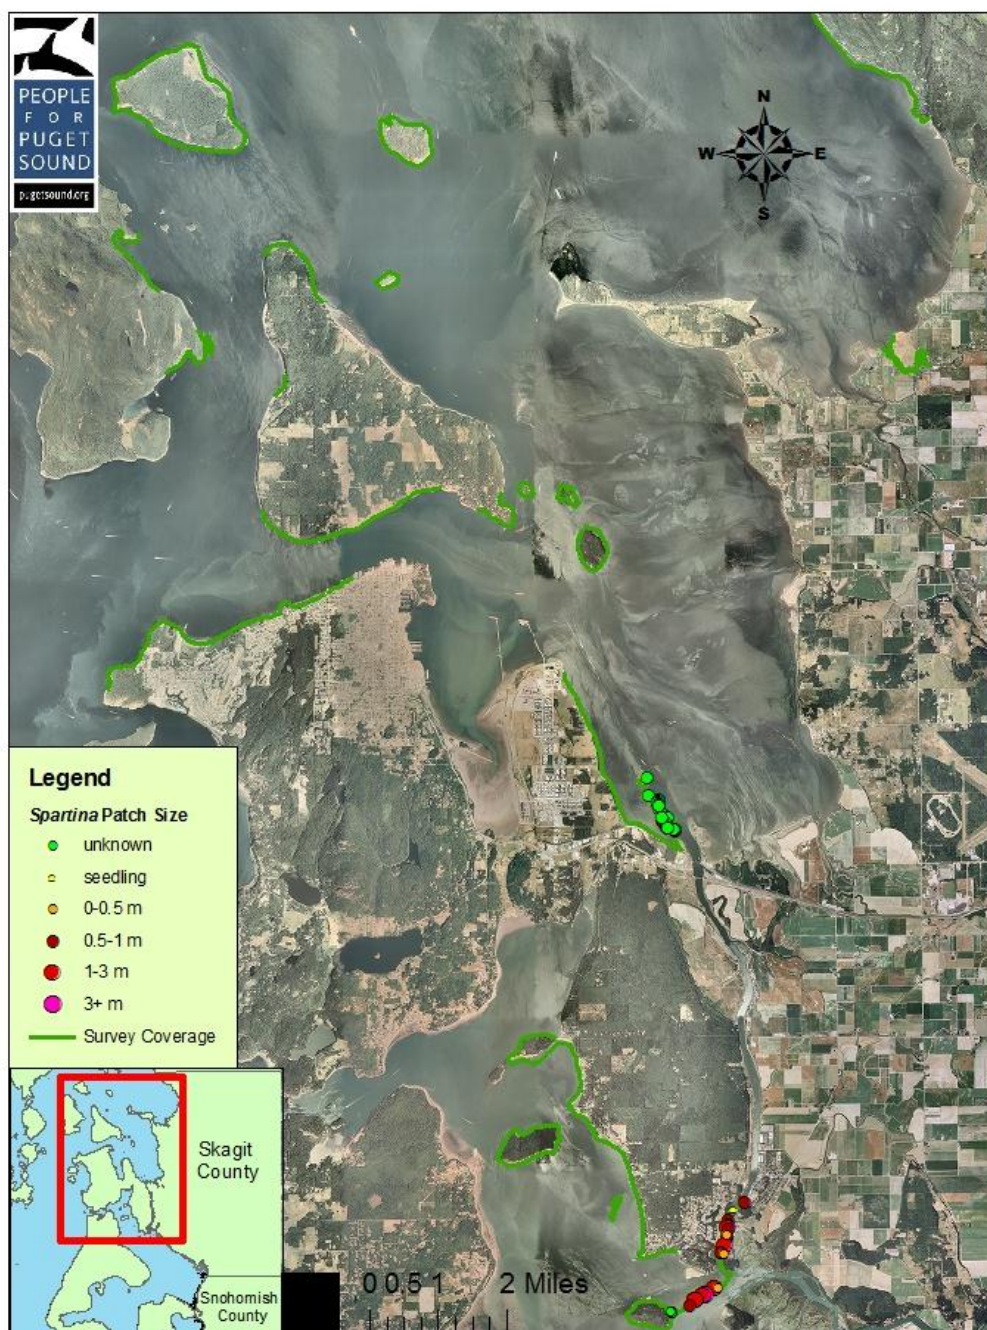 PEOPLE
FOR
PUGET
SOUND
pugetsound.org
N
W E
S
Legend
Spartina Patch Size
unknown
seedling
0-0.5 m
0.5-1 m
1-3 m
3+ m
Survey Coverage
Skagit
County
Snohomish
County
0 0.5 1 2 Miles